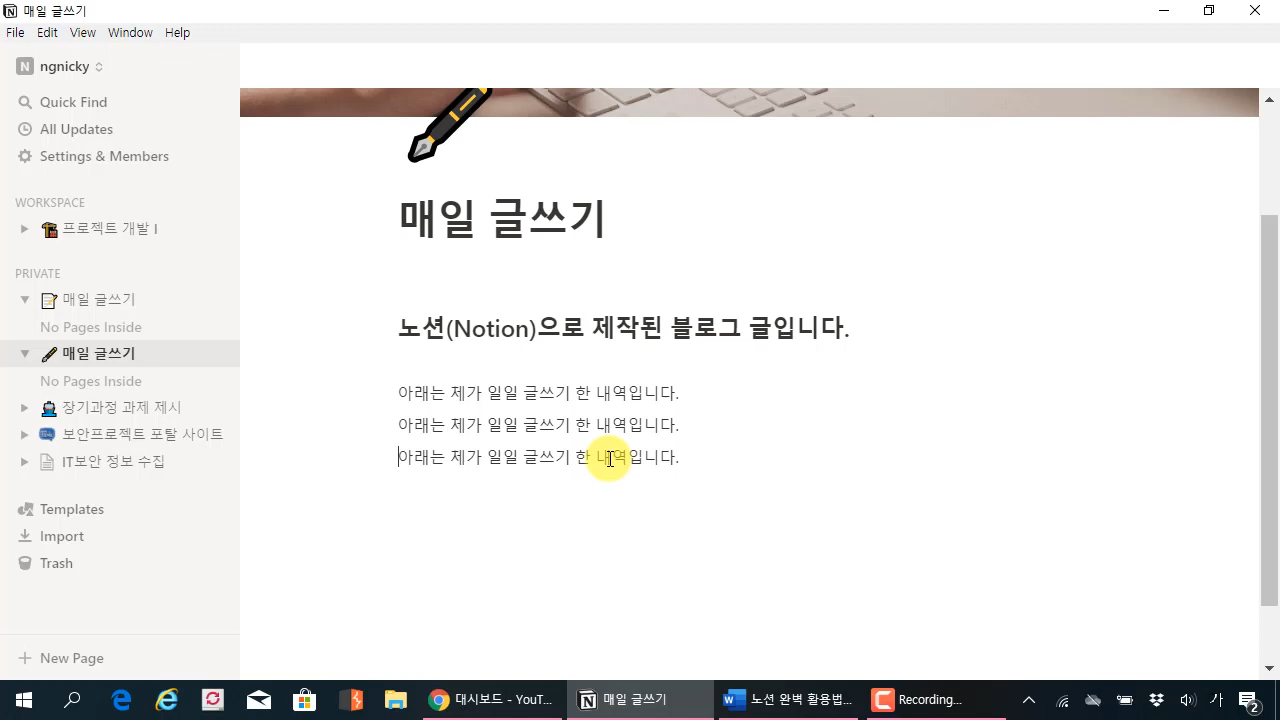 매일 글쓰기
File Edit View Window Help
N ngnicky
Quick Find
All Updates
Settings & Members
WORKSPACE
프로젝트 개발 I
PRIVATE
매일 글쓰기
No Pages Inside
매일 글쓰기
No Pages Inside
장기과정 과제 제시
보안프로젝트 포탈 사이트
IT보안 정보 수집
Templates
Import
Trash
New Page
매일 글쓰기
노션(Notion)으로 제작된 블로그 글입니다.
아래는 제가 일일 글쓰기 한 내역입니다.
아래는 제가 일일 글쓰기 한 내역입니다.
아래는 제가 일일 글쓰기 한 내역입니다.
대시보드 - YouT... 매일 글쓰기 노션 완벽 활용법... Recording... 가 2